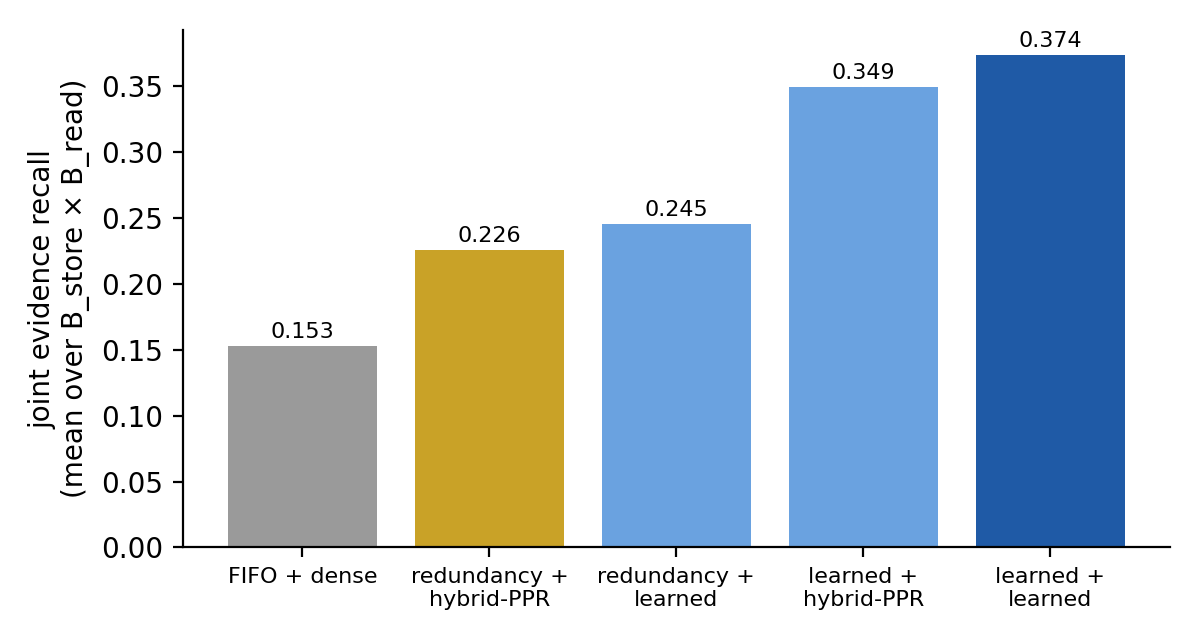 joint evidence recall
(mean over B_store × B_read)
0.35
0.30
0.25
0.20
0.15
0.10
0.05
0.00
0.153
0.226
0.245
0.349
0.374
FIFO + dense
redundancy +
hybrid-PPR
redundancy +
learned
learned +
hybrid-PPR
learned +
learned